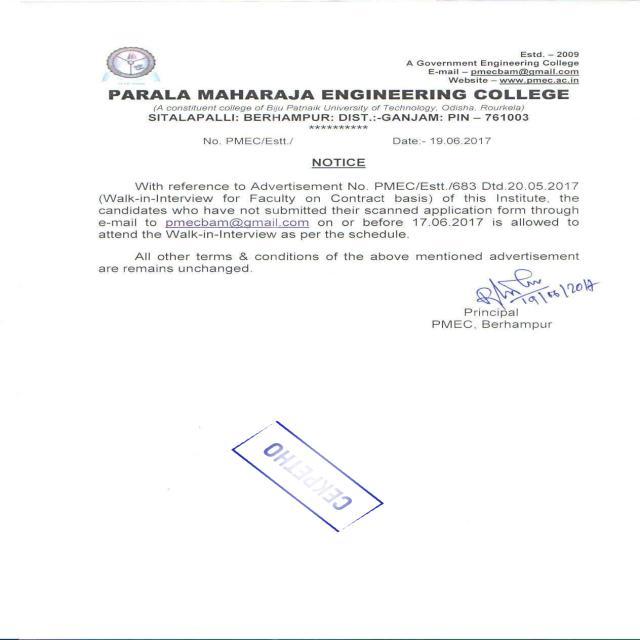 Estd. – 2009
A Government Engineering College
E-mail – pmecbam@gmail.com
Website – www.pmec.ac.in
PARALA MAHARAJA ENGINEERING COLLEGE
(A constituent college of Biju Patnaik University of Technology, Odisha, Rourkela)
SITALAPALLI: BERHAMPUR: DIST.:-GANJAM: PIN – 761003
**********
No. PMEC/Estt./ Date:- 19.06.2017
NOTICE
With reference to Advertisement No. PMEC/Estt./683 Dtd.20.05.2017
(Walk-in-Interview for Faculty on Contract basis) of this Institute, the
candidates who have not submitted their scanned application form through
e-mail to pmecbam@gmail.com on or before 17.06.2017 is allowed to
attend the Walk-in-Interview as per the schedule.
All other terms & conditions of the above mentioned advertisement
are remains unchanged.
19/06/2017
Principal
PMEC, Berhampur
СЕКРЕТНО